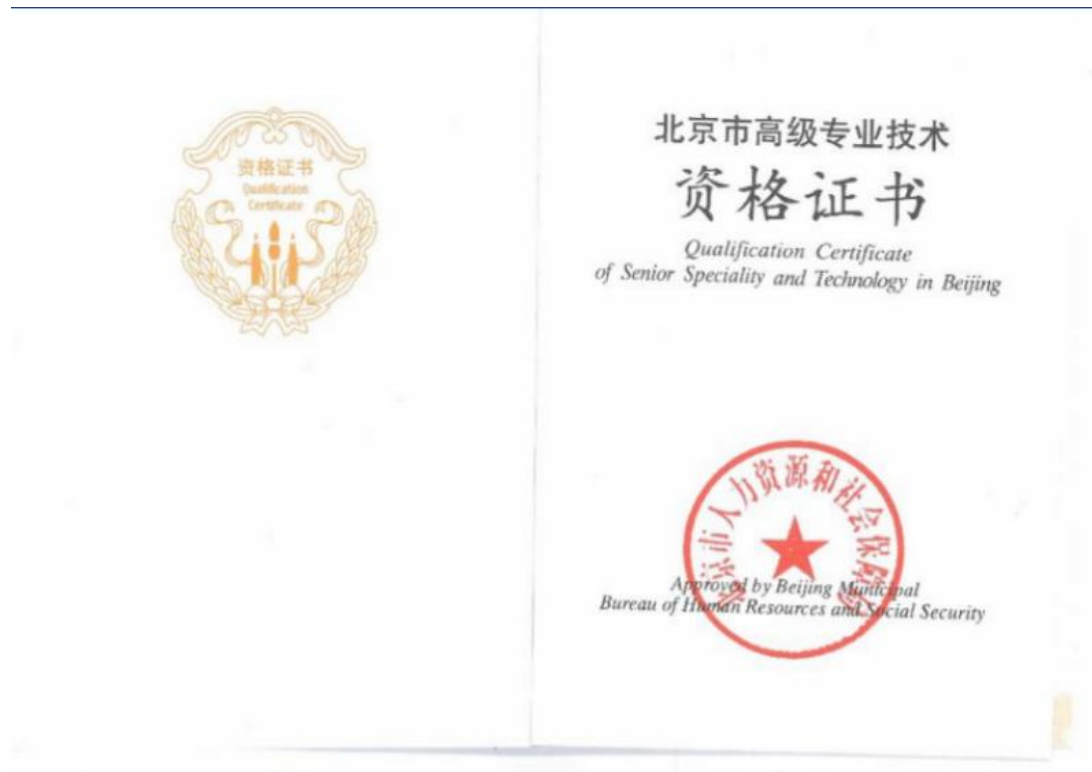 资格证书
Qualification
Certificate
北京市高级专业技术
资格证书
Qualification Certificate
of Senior Speciality and Technology in Beijing
北京市人力资源和社会保障局
Approved by Beijing Municipal
Bureau of Human Resources and Social Security